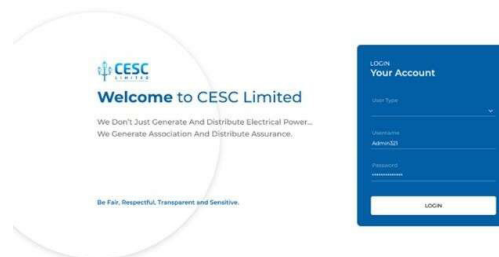 CESC
LIMITED
Welcome to CESC Limited
We Don't Just Generate And Distribute Electrical Power...
We Generate Association And Distribute Assurance.
Be Fair, Respectful, Transparent and Sensitive.
LOGIN
Your Account
User Type
Username
Admin321
Password
LOGIN